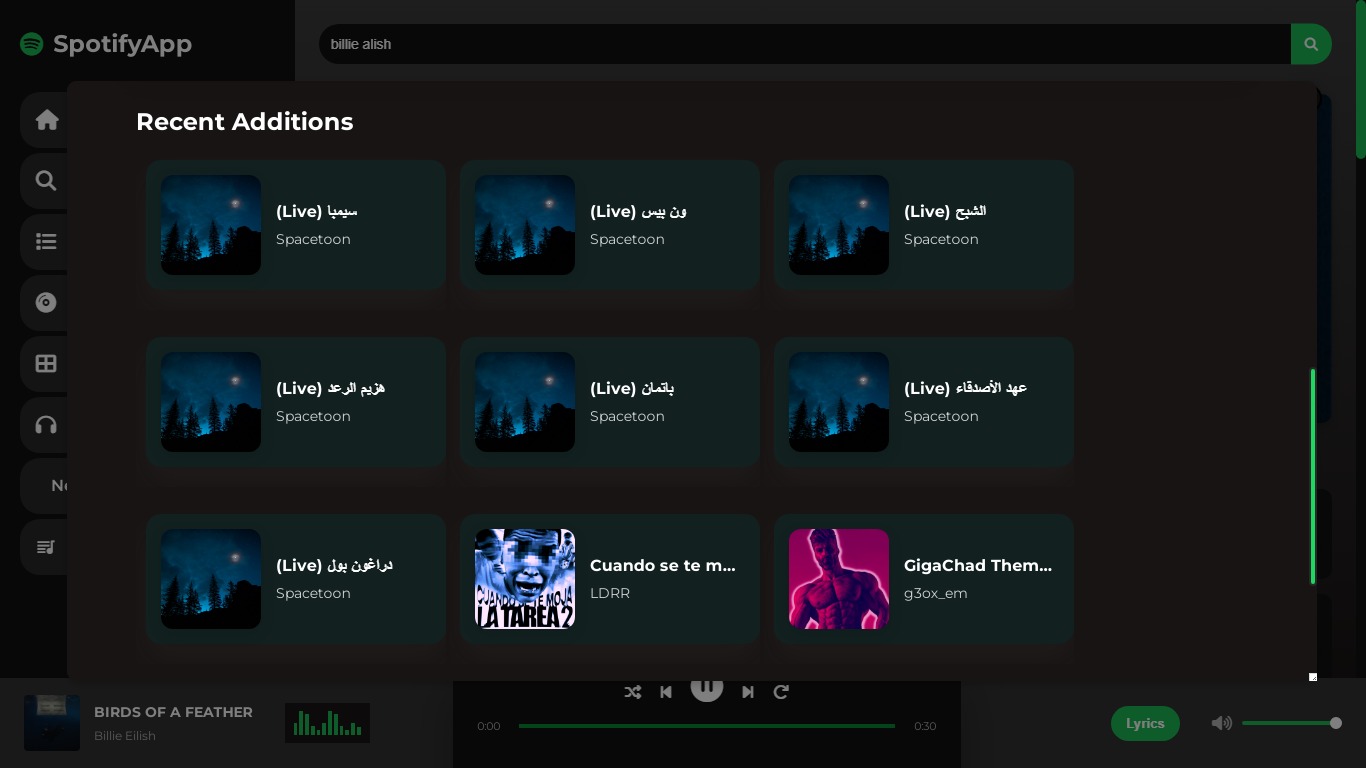 SpotifyApp
billie alish
Recent Additions
(Live) سيمبا
Spacetoon
(Live) ون بيس
Spacetoon
(Live) الشبح
Spacetoon
(Live) هزيم الرعد
Spacetoon
(Live) باتمان
Spacetoon
(Live) عهد الأصدقاء
Spacetoon
(Live) دراغون بول
Spacetoon
Cuando se te m...
LDRR
CUANDO SE TE MOJA
LA TAREA 2
GigaChad Them...
g3ox_em
BIRDS OF A FEATHER
Billie Eilish
0:00
0:30
Lyrics